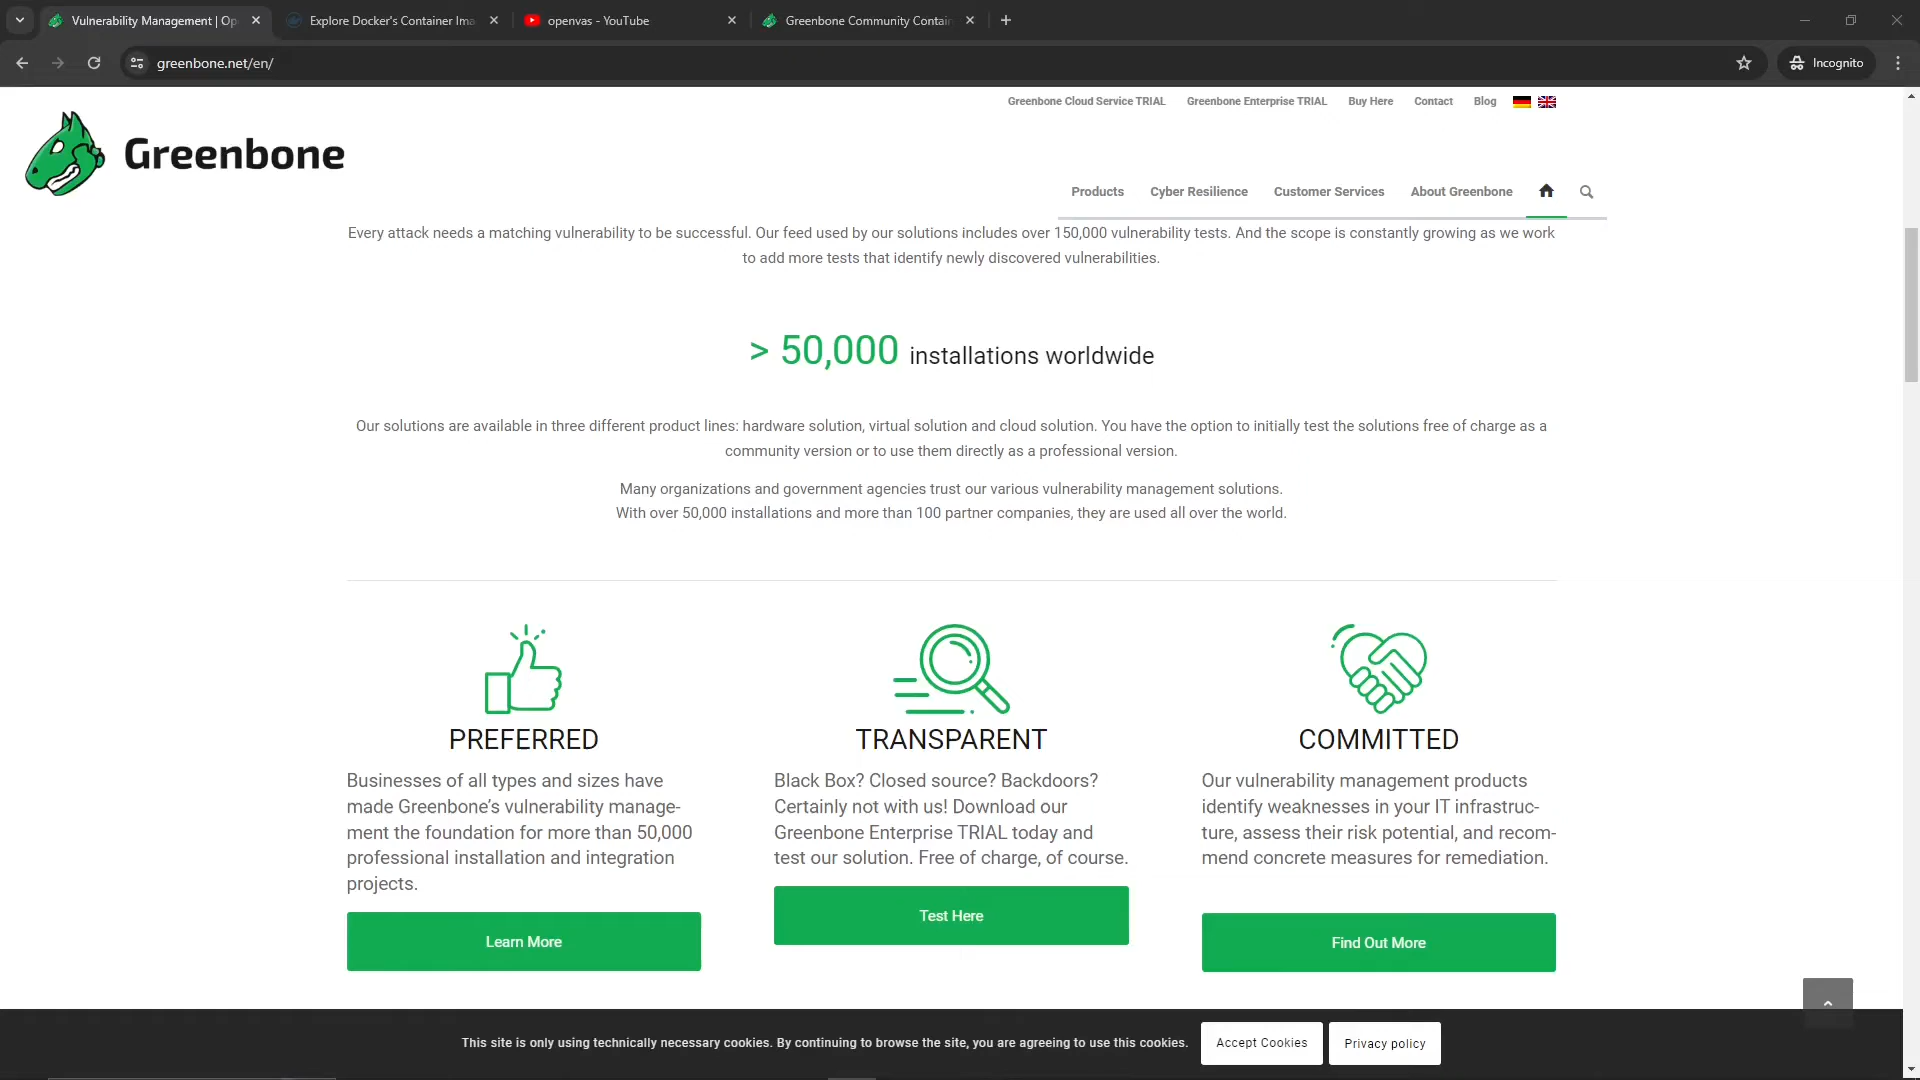 Vulnerability Management | Op
Explore Docker's Container Ima
openvas - YouTube
Greenbone Community Contain
greenbone.net/en/
Incognito
Greenbone Cloud Service TRIAL
Greenbone Enterprise TRIAL
Buy Here
Contact
Blog
Greenbone
Products
Cyber Resilience
Customer Services
About Greenbone
Every attack needs a matching vulnerability to be successful. Our feed used by our solutions includes over 150,000 vulnerability tests. And the scope is constantly growing as we work
to add more tests that identify newly discovered vulnerabilities.
> 50,000 installations worldwide
Our solutions are available in three different product lines: hardware solution, virtual solution and cloud solution. You have the option to initially test the solutions free of charge as a
community version or to use them directly as a professional version.
Many organizations and government agencies trust our various vulnerability management solutions.
With over 50,000 installations and more than 100 partner companies, they are used all over the world.
PREFERRED
Businesses of all types and sizes have
made Greenbone’s vulnerability manage-
ment the foundation for more than 50,000
professional installation and integration
projects.
Learn More
TRANSPARENT
Black Box? Closed source? Backdoors?
Certainly not with us! Download our
Greenbone Enterprise TRIAL today and
test our solution. Free of charge, of course.
Test Here
COMMITTED
Our vulnerability management products
identify weaknesses in your IT infrastruc-
ture, assess their risk potential, and recom-
mend concrete measures for remediation.
Find Out More
This site is only using technically necessary cookies. By continuing to browse the site, you are agreeing to use this cookies.
Accept Cookies
Privacy policy